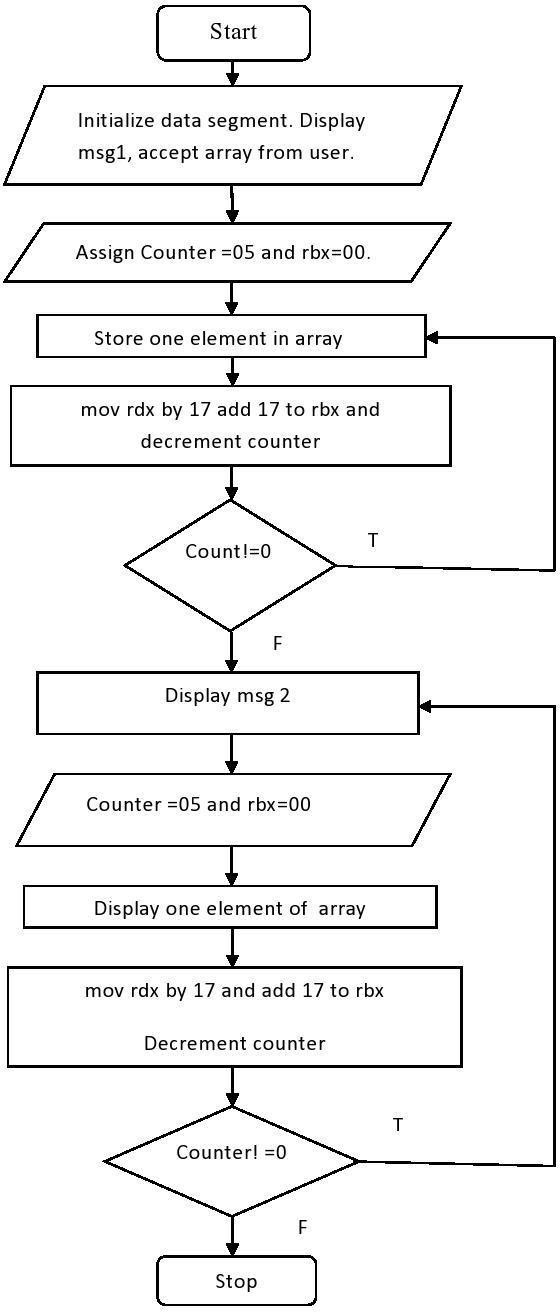 Start
Initialize data segment. Display
msg1, accept array from user.
Assign Counter =05 and rbx=00.
Store one element in array
mov rdx by 17 add 17 to rbx and
decrement counter
Count!=0
T
F
Display msg 2
Counter =05 and rbx=00
Display one element of  array
mov rdx by 17 and add 17 to rbx
Decrement counter
Counter! =0
T
F
Stop